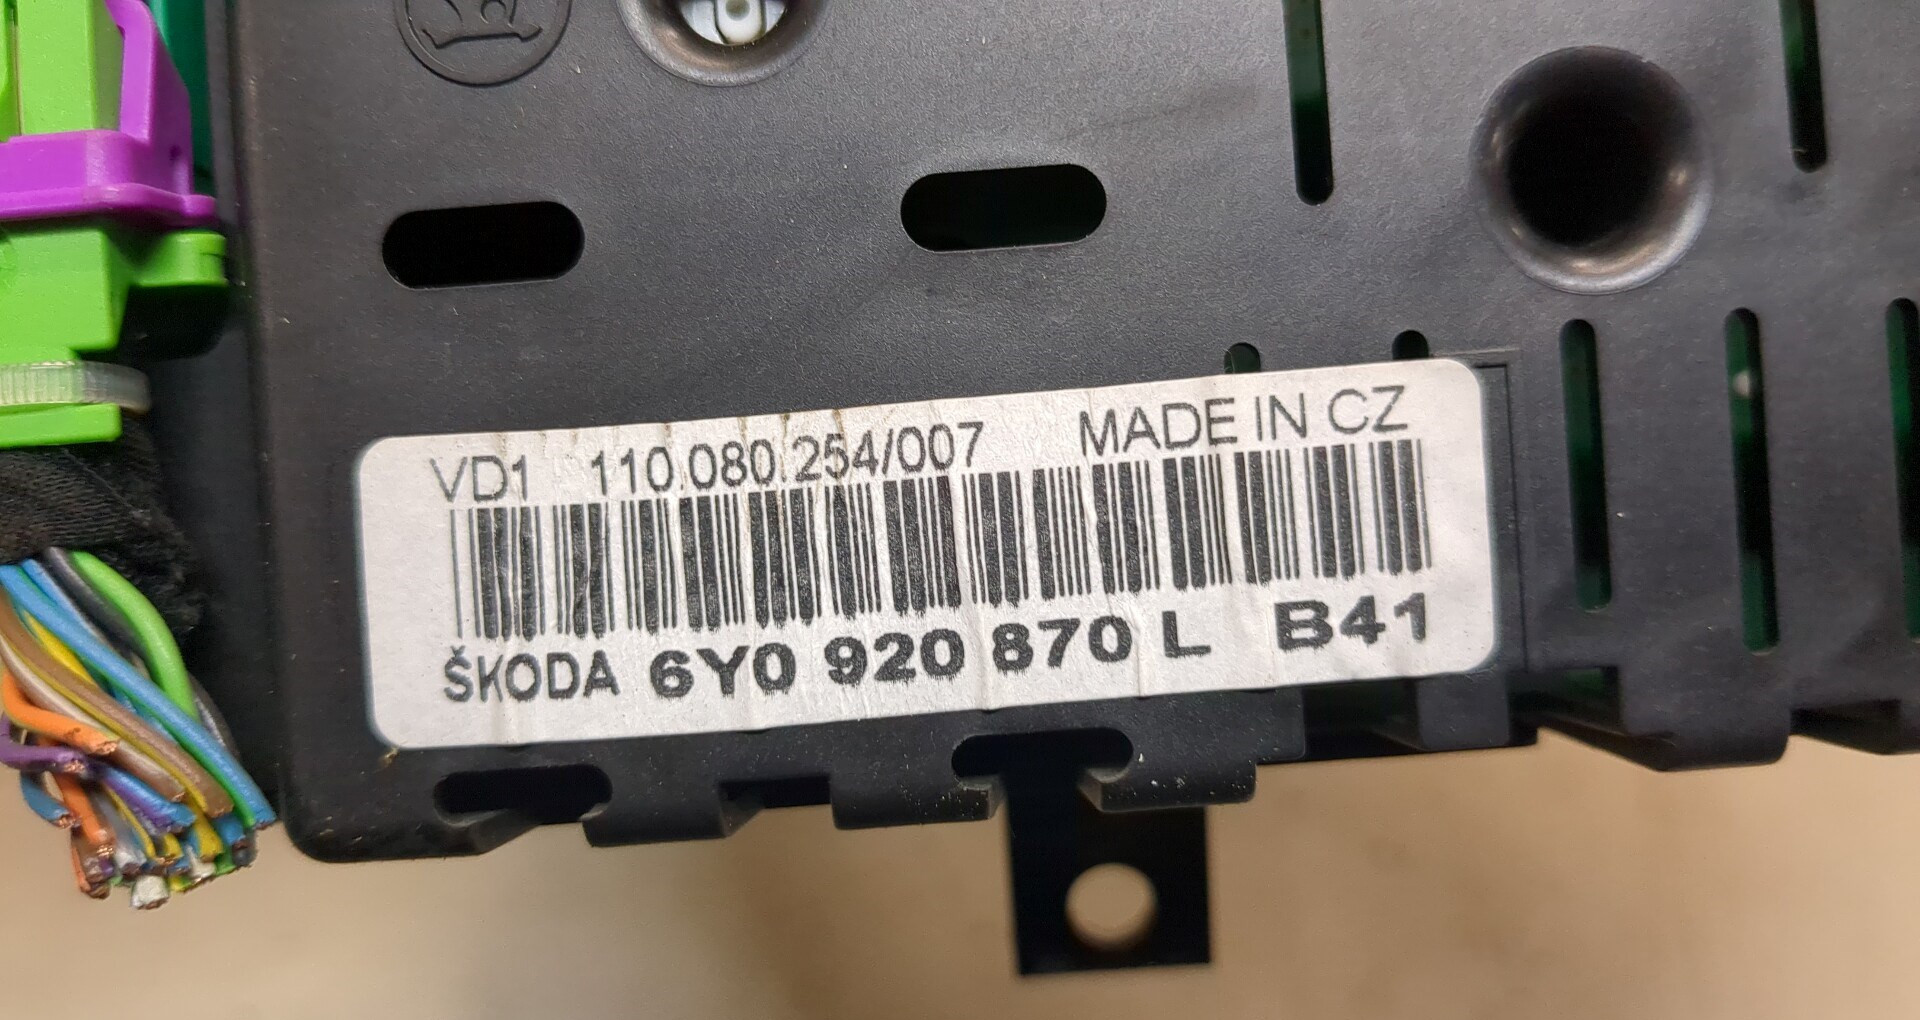 VD1 110.080.254/007 MADE IN CZ
ŠKODA 6Y0 920 870 L B41